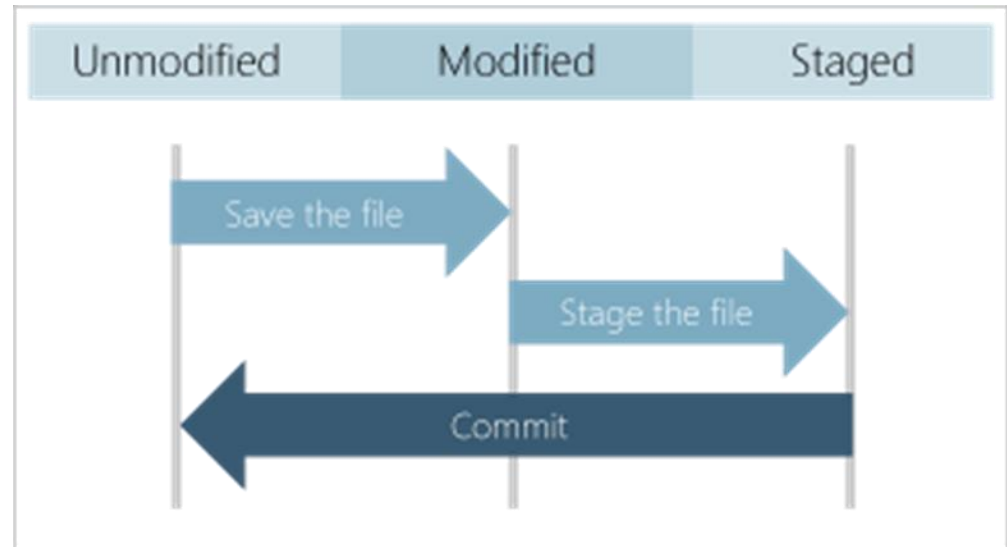 Unmodified Modified Staged
Save the file
Stage the file
Commit